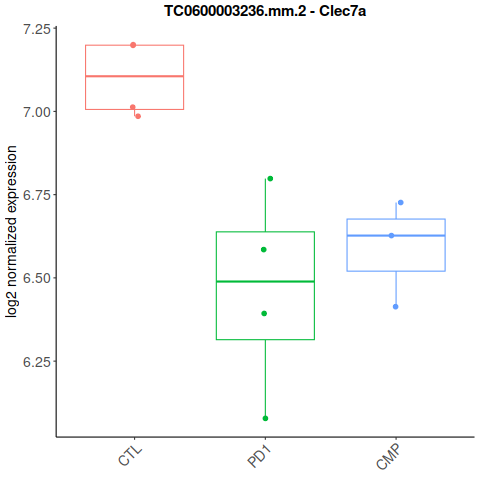 TC0600003236.mm.2 - Clec7a
log2 normalized expression
7.25
7.00
6.75
6.50
6.25
CTL
PD1
CMP